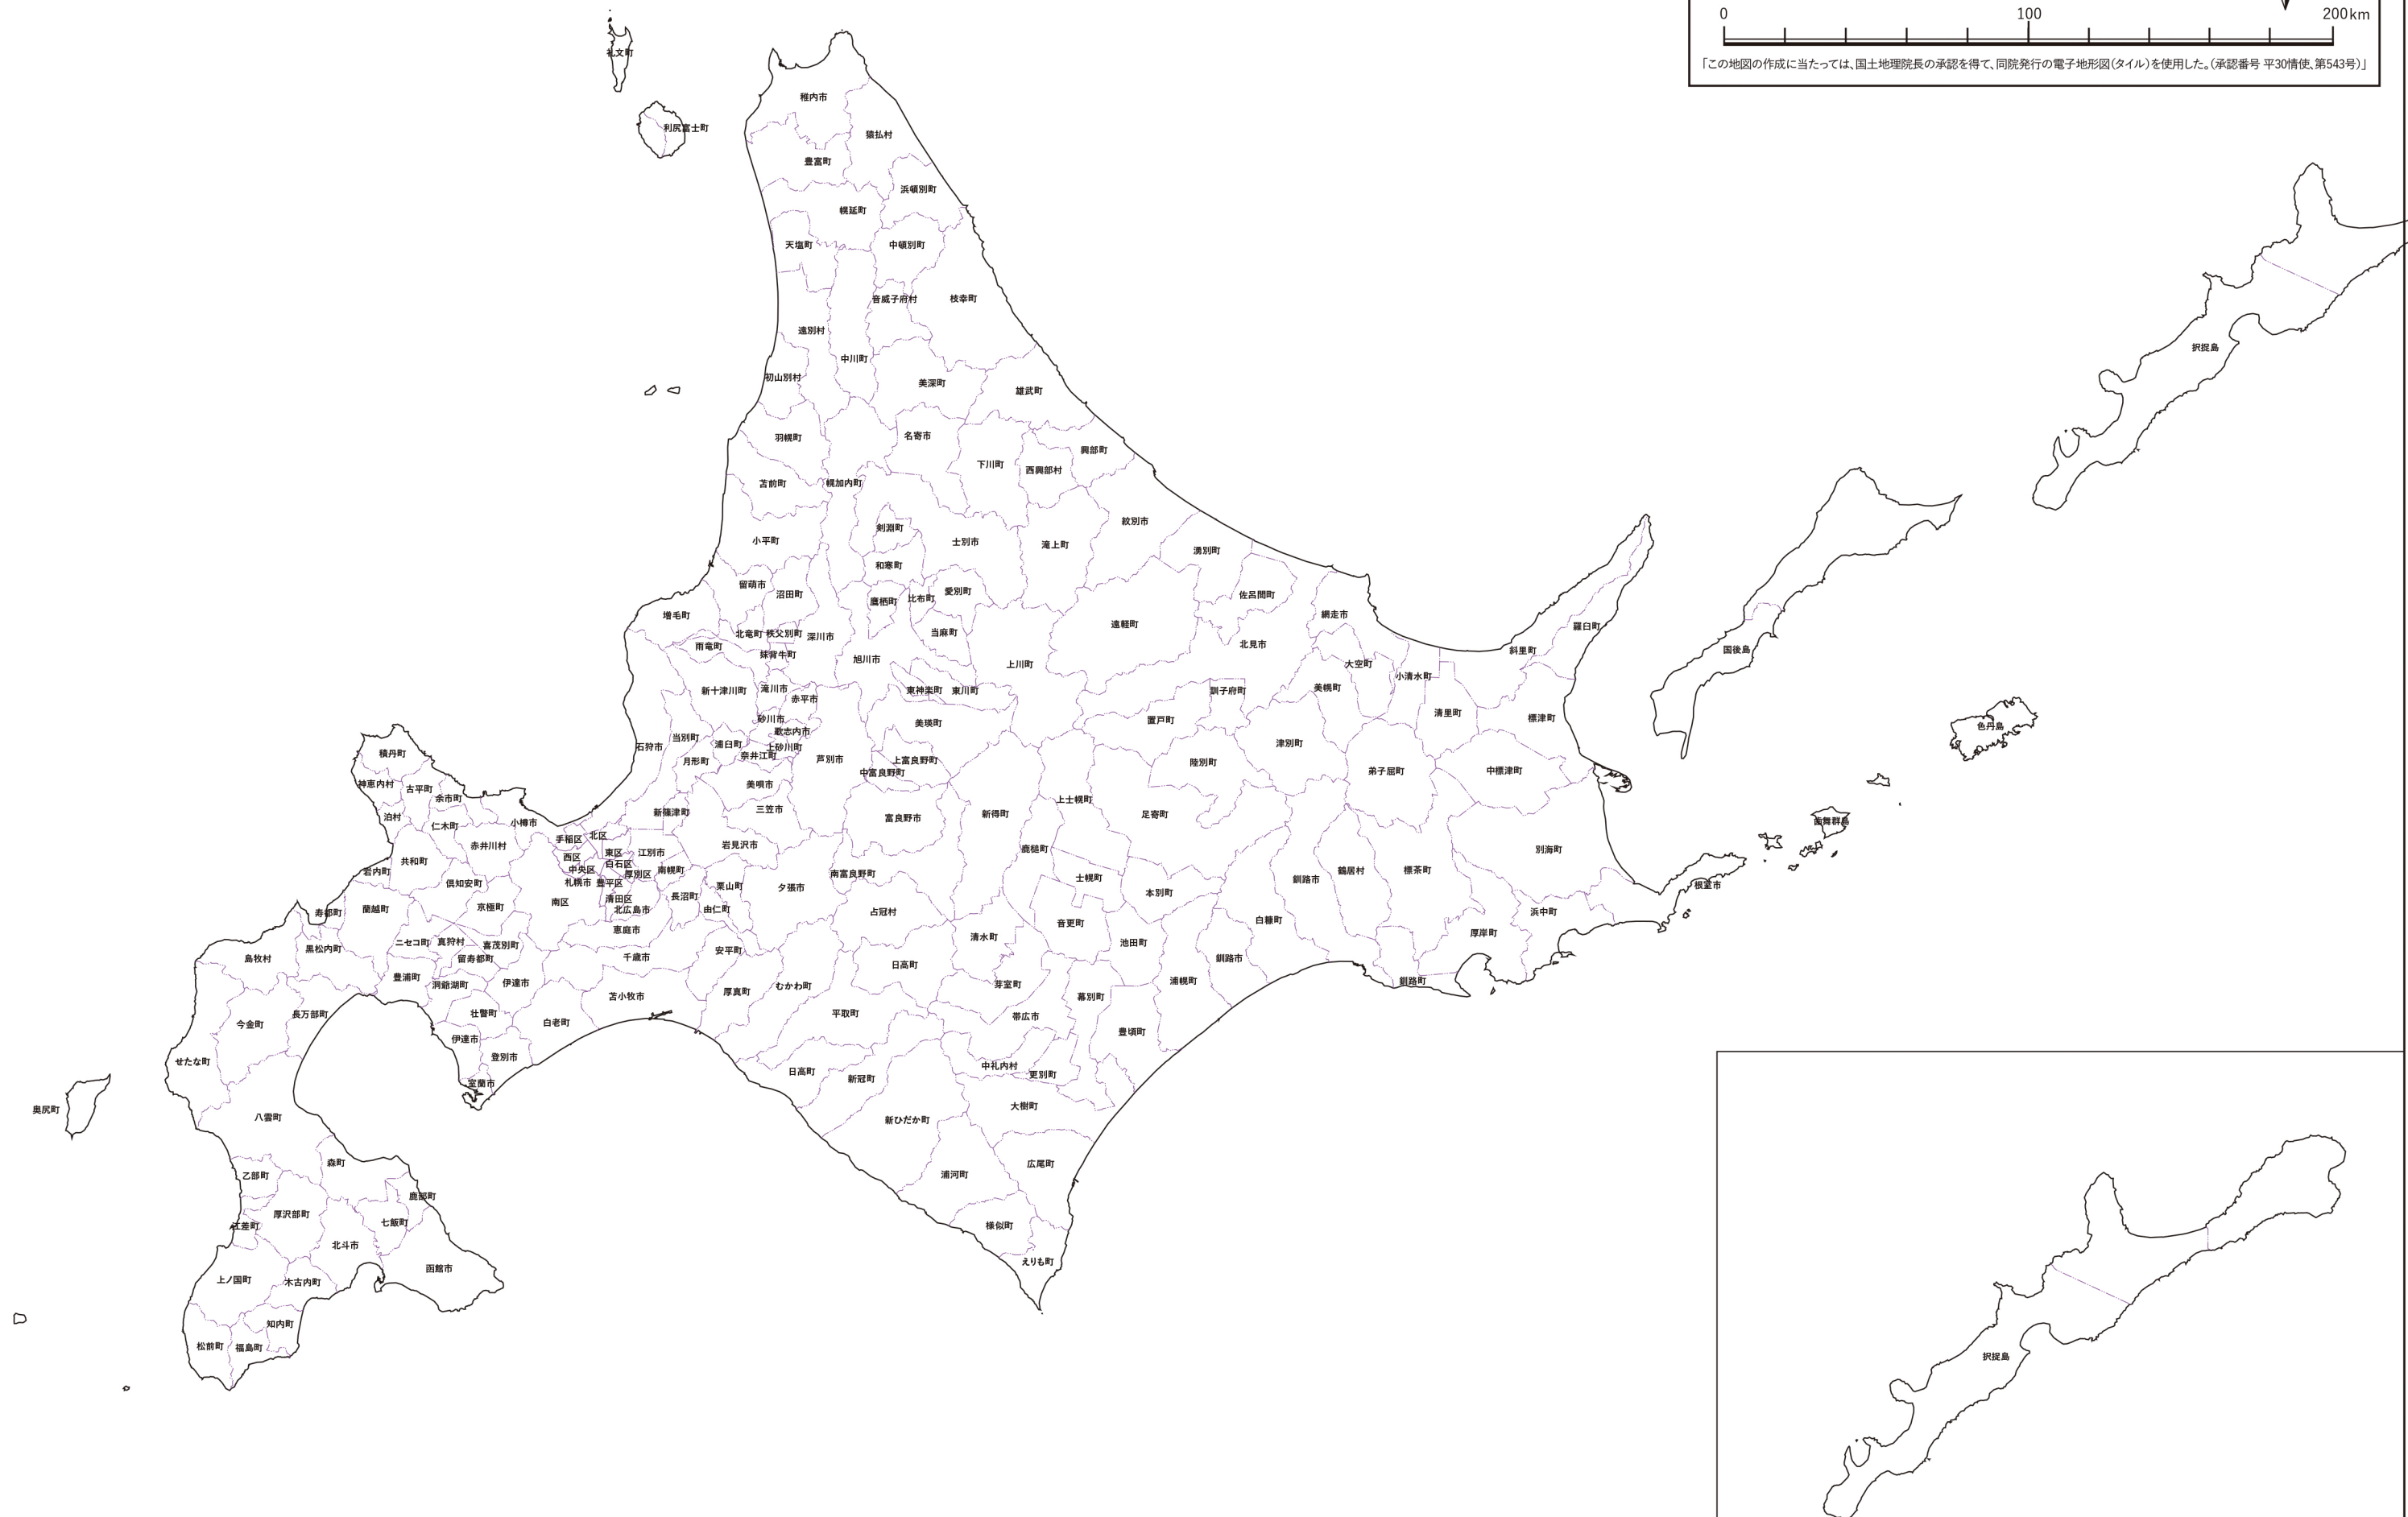 0 100 200km
「この地図の作成に当たっては、国土地理院長の承認を得て、同院発行の電子地形図(タイル)を使用した。(承認番号 平30情使、第543号)」
礼文町
利尻富士町
稚内市
猿払村
豊富町
浜頓別町
幌延町
天塩町
中頓別町
音威子府村
枝幸町
遠別村
中川町
初山別村
美深町
雄武町
羽幌町
名寄市
興部町
下川町
西興部村
苫前町
幌加内町
紋別市
剣淵町
小平町
士別市
滝上町
湧別町
和寒町
留萌市
沼田町
鷹栖町
比布町
愛別町
佐呂間町
増毛町
網走市
遠軽町
羅臼町
北竜町
秩父別町
深川市
当麻町
雨竜町
北見市
妹背牛町
旭川市
上川町
斜里町
大空町
小清水町
新十津川町
滝川市
赤平市
東神楽町
東川町
訓子府町
美幌町
砂川市
美瑛町
置戸町
清里町
標津町
歌志内市
当別町
浦臼町
上砂川町
石狩市
奈井江町
津別町
月形町
芦別市
上富良野町
中富良野町
陸別町
弟子屈町
中標津町
美唄市
上士幌町
新篠津町
三笠市
富良野市
新得町
足寄町
択捉島
国後島
色丹島
歯舞群島
積丹町
神恵内村
古平町
余市町
泊村
仁木町
小樽市
赤井川村
手稲区
北区
西区
東区
江別市
白石区
中央区
厚別区
南幌町
札幌市
豊平区
岩見沢市
共和町
岩内町
倶知安町
栗山町
夕張市
南富良野町
鹿槌町
士幌町
本別町
釧路市
鶴居村
標茶町
別海町
根室市
寿都町
蘭越町
京極町
南区
清田区
長沼町
北広島市
由仁町
占冠村
音更町
白糠町
浜中町
恵庭市
厚岸町
清水町
池田町
黒松内町
ニセコ町
真狩村
喜茂別町
安平町
島牧村
留寿都町
千歳市
日高町
釧路市
豊浦町
洞爺湖町
伊達市
むかわ町
芽室町
浦幌町
釧路町
厚真町
苫小牧市
幕別町
長万部町
壮瞥町
平取町
帯広市
今金町
白老町
豊頃町
伊達市
せたな町
登別市
中札内村
日高町
更別町
新冠町
室蘭市
奥尻町
大樹町
八雲町
新ひだか町
森町
広尾町
乙部町
浦河町
鹿部町
厚沢部町
七飯町
江差町
様似町
北斗市
えりも町
函館市
上ノ国町
木古内町
知内町
松前町
福島町
択捉島